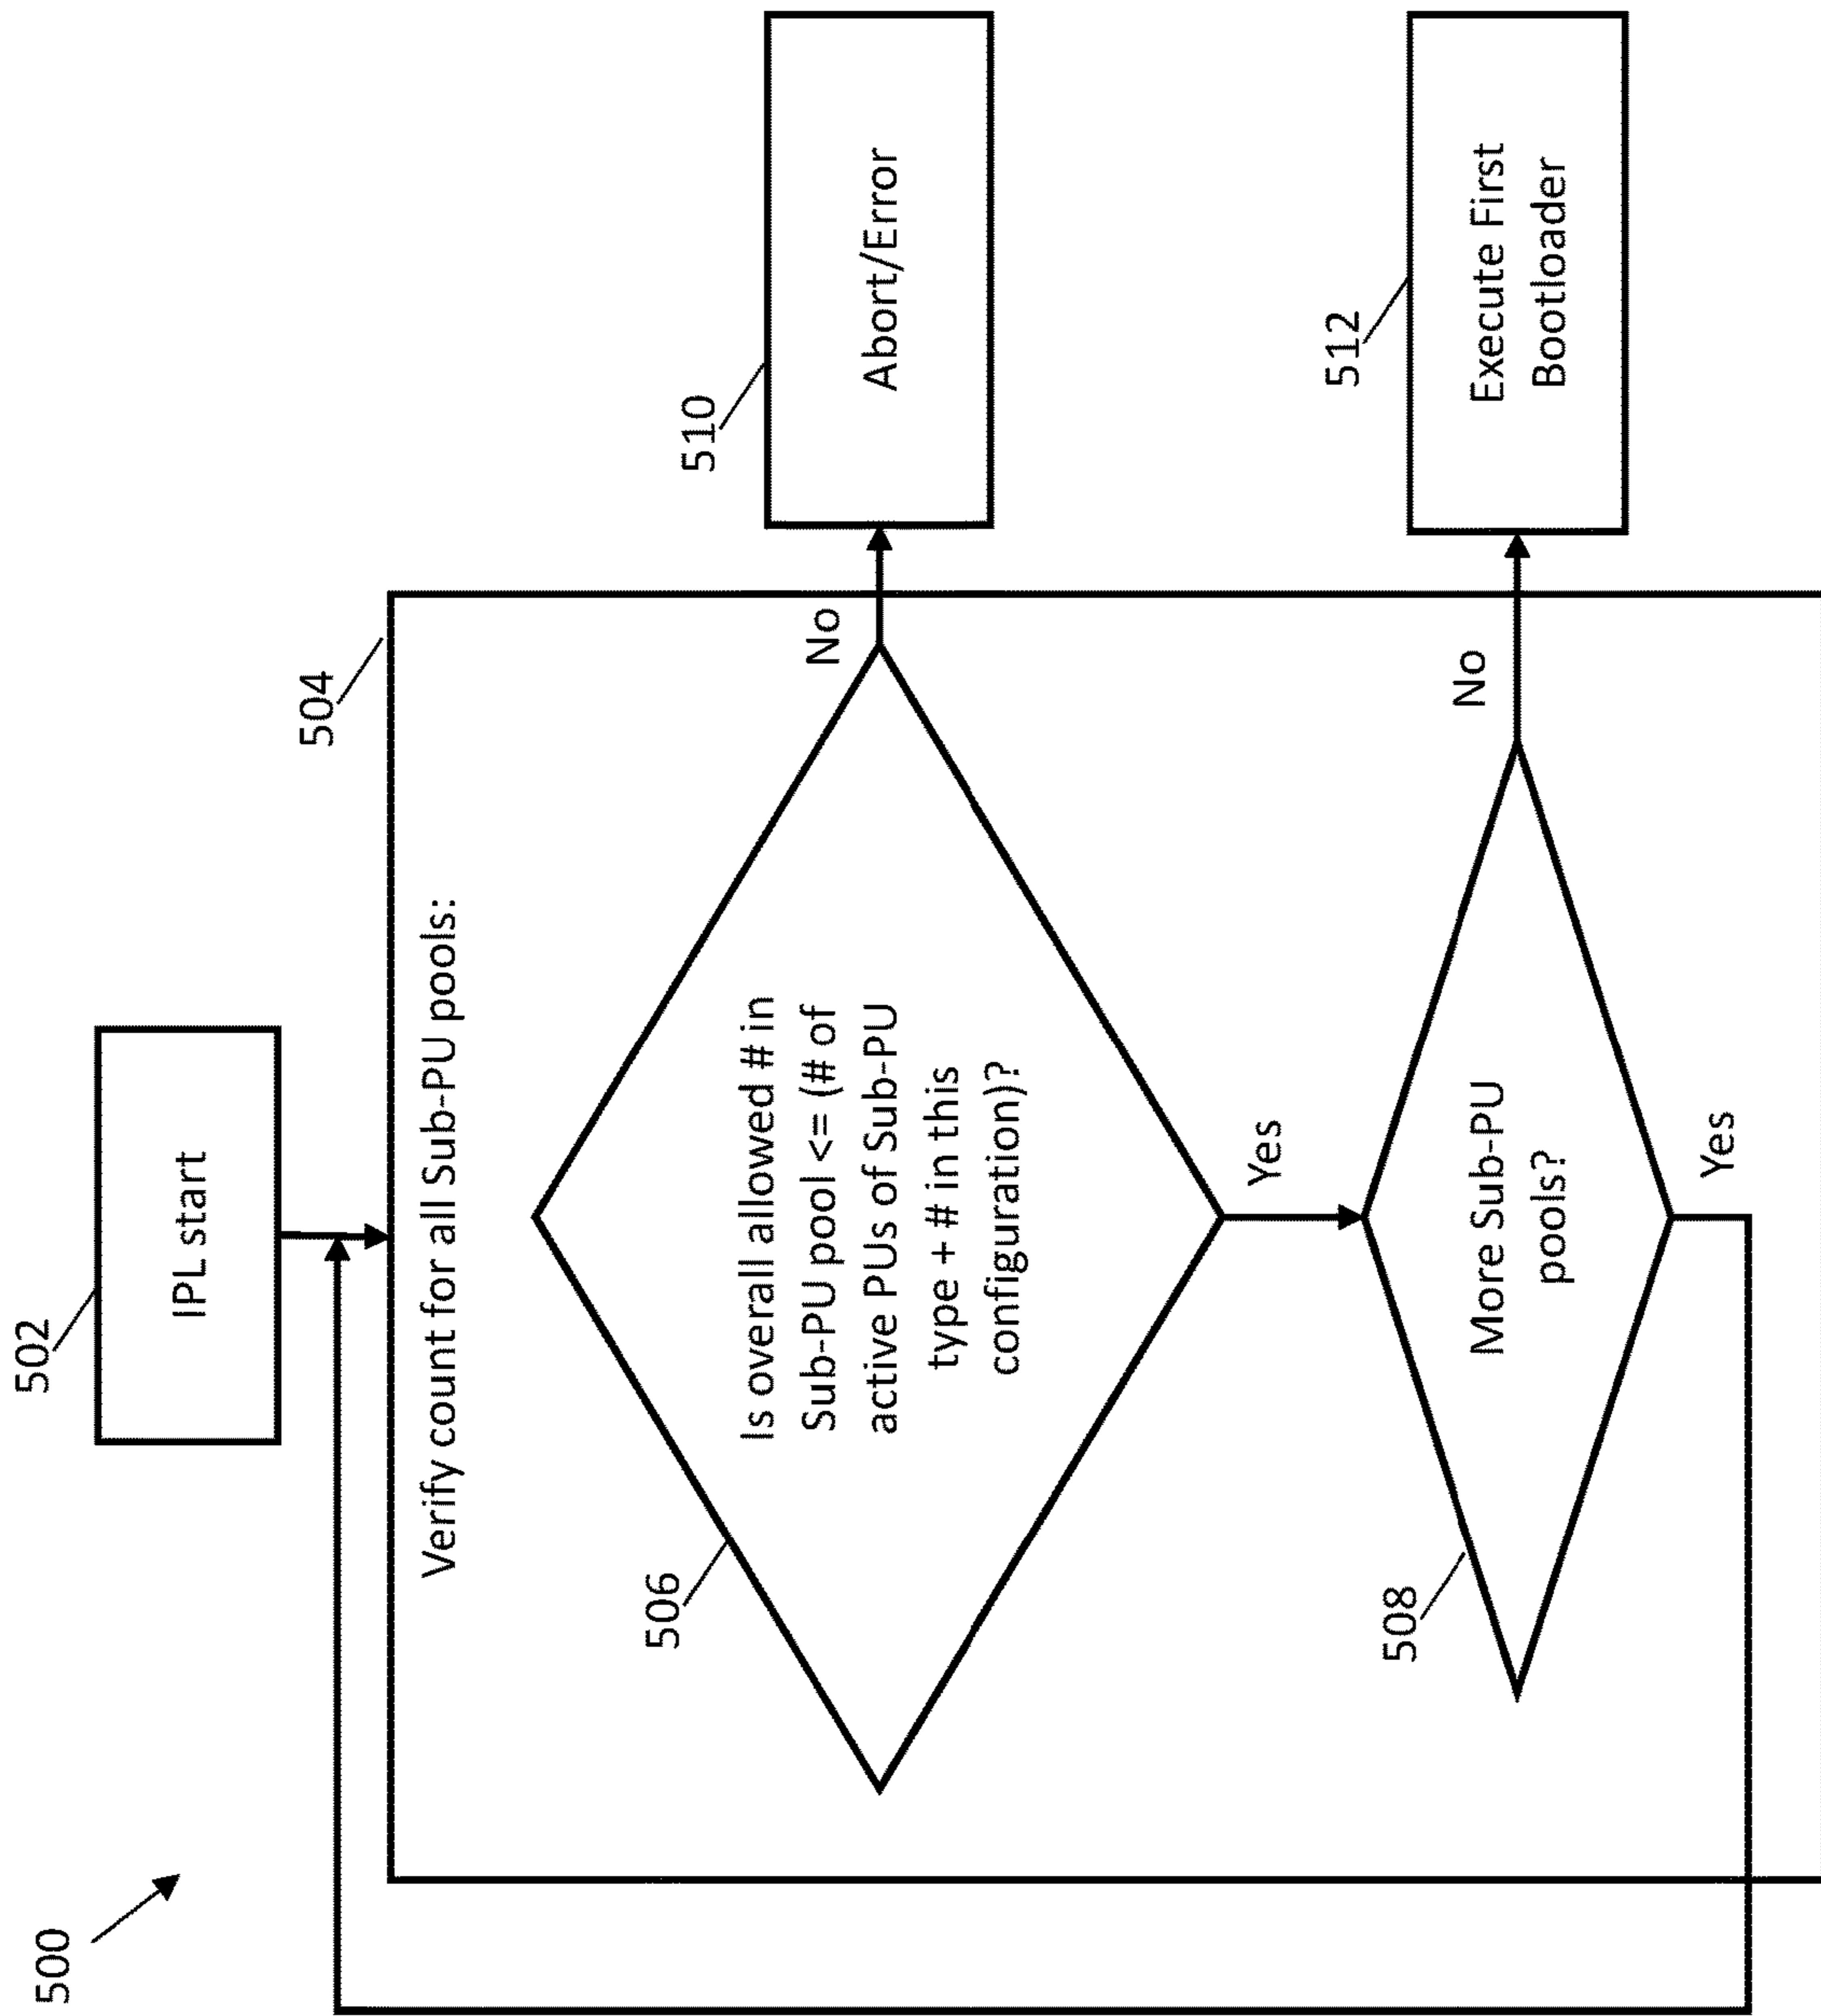 500
502
IPL start
504
Verify count for all Sub-PU pools:
506
Is overall allowed # in
Sub-PU pool <= (# of
active PUs of Sub-PU
type + # in this
configuration)?
No
510
Abort/Error
Yes
508
More Sub-PU
pools?
No
512
Execute First
Bootloader
Yes